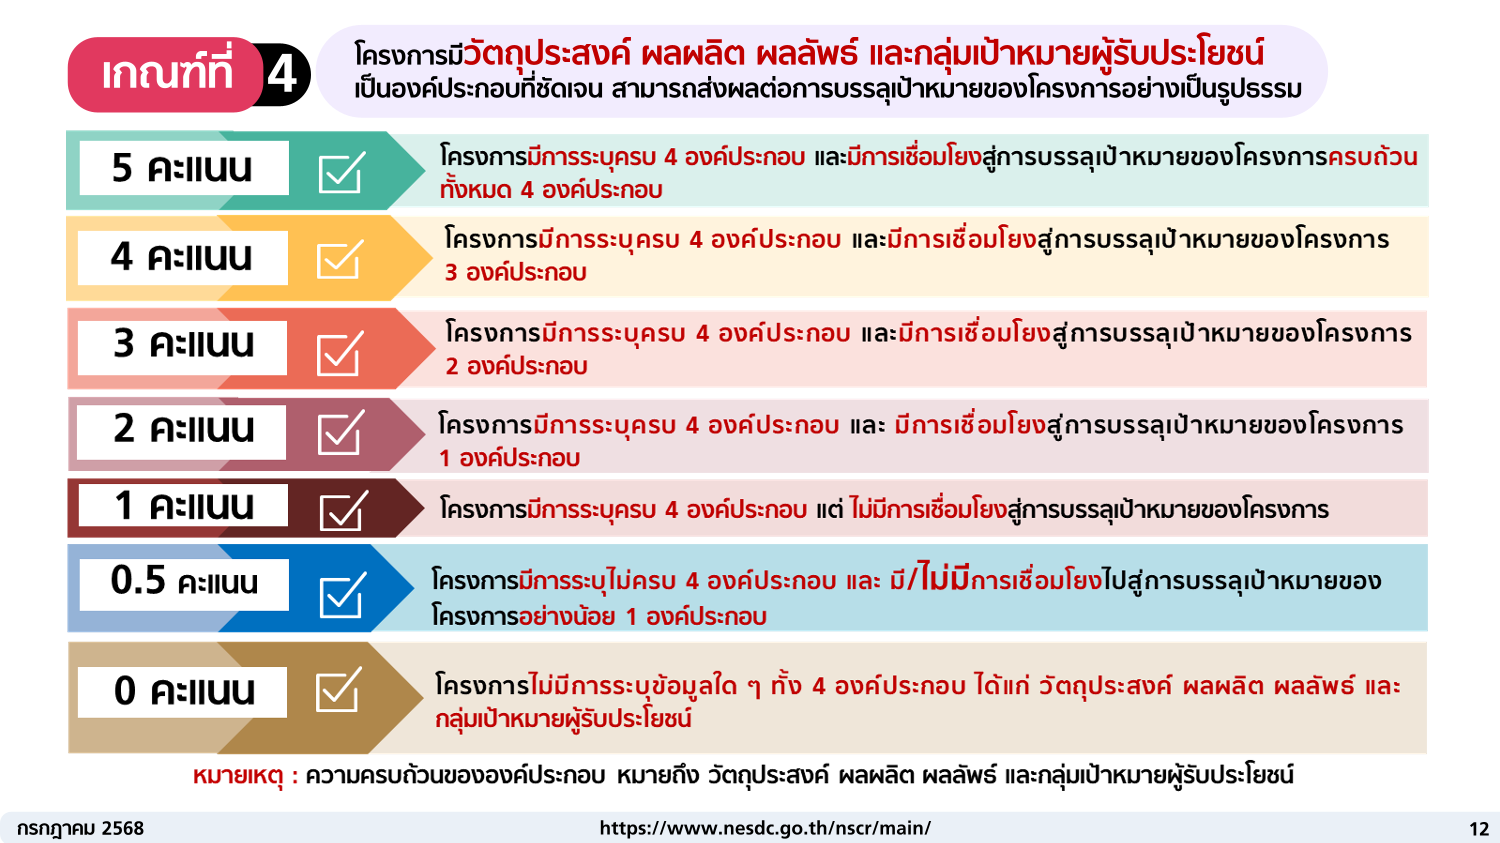 เกณฑ์ที่ 4
โครงการมีวัตถุประสงค์ ผลผลิต ผลลัพธ์ และกลุ่มเป้าหมายผู้รับประโยชน์
เป็นองค์ประกอบที่ชัดเจน สามารถส่งผลต่อการบรรลุเป้าหมายของโครงการอย่างเป็นรูปธรรม
5 คะแนน
โครงการมีการระบุครบ 4 องค์ประกอบ และมีการเชื่อมโยงสู่การบรรลุเป้าหมายของโครงการครบถ้วน
ทั้งหมด 4 องค์ประกอบ
4 คะแนน
โครงการมีการระบุครบ 4 องค์ประกอบ และมีการเชื่อมโยงสู่การบรรลุเป้าหมายของโครงการ
3 องค์ประกอบ
3 คะแนน
โครงการมีการระบุครบ 4 องค์ประกอบ และมีการเชื่อมโยงสู่การบรรลุเป้าหมายของโครงการ
2 องค์ประกอบ
2 คะแนน
โครงการมีการระบุครบ 4 องค์ประกอบ และ มีการเชื่อมโยงสู่การบรรลุเป้าหมายของโครงการ
1 องค์ประกอบ
1 คะแนน
โครงการมีการระบุครบ 4 องค์ประกอบ แต่ ไม่มีการเชื่อมโยงสู่การบรรลุเป้าหมายของโครงการ
0.5 คะแนน
โครงการมีการระบุไม่ครบ 4 องค์ประกอบ และ มี/ไม่มีการเชื่อมโยงไปสู่การบรรลุเป้าหมายของ
โครงการอย่างน้อย 1 องค์ประกอบ
0 คะแนน
โครงการไม่มีการระบุข้อมูลใด ๆ ทั้ง 4 องค์ประกอบ ได้แก่ วัตถุประสงค์ ผลผลิต ผลลัพธ์ และ
กลุ่มเป้าหมายผู้รับประโยชน์
หมายเหตุ : ความครบถ้วนขององค์ประกอบ หมายถึง วัตถุประสงค์ ผลผลิต ผลลัพธ์ และกลุ่มเป้าหมายผู้รับประโยชน์
กรกฎาคม 2568
https://www.nesdc.go.th/nscr/main/
12